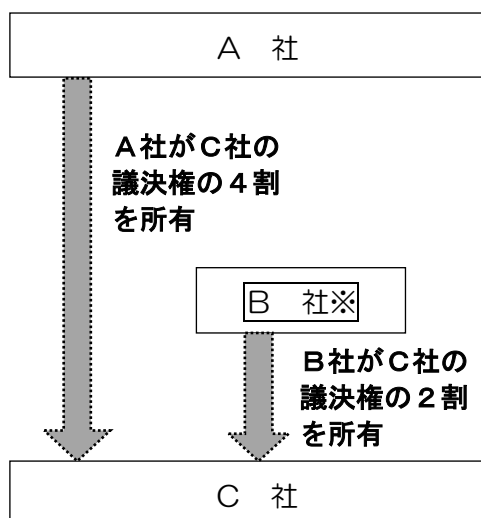 A 社
A社がC社の
議決権の4割
を所有
B 社※
B社がC社の
議決権の2割
を所有
C 社